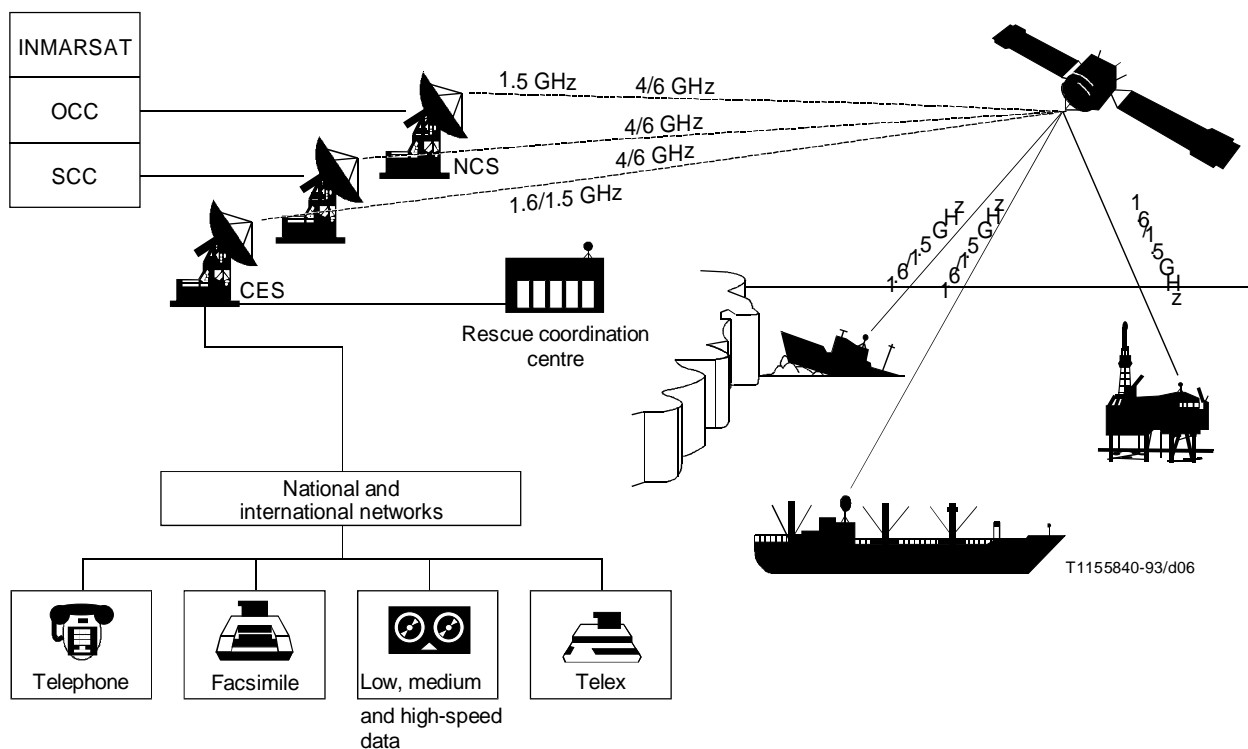 INMARSAT
OCC
SCC
1.5 GHz
4/6 GHz
4/6 GHz
4/6 GHz
NCS
1.6/1.5 GHz
CES
1.6/1.5 GHz
1.6/1.5 GHz
1.6/1.5 GHz
Rescue coordination
centre
National and
international networks
T1155840-93/d06
Telephone
Facsimile
Low, medium
and high-speed
data
Telex